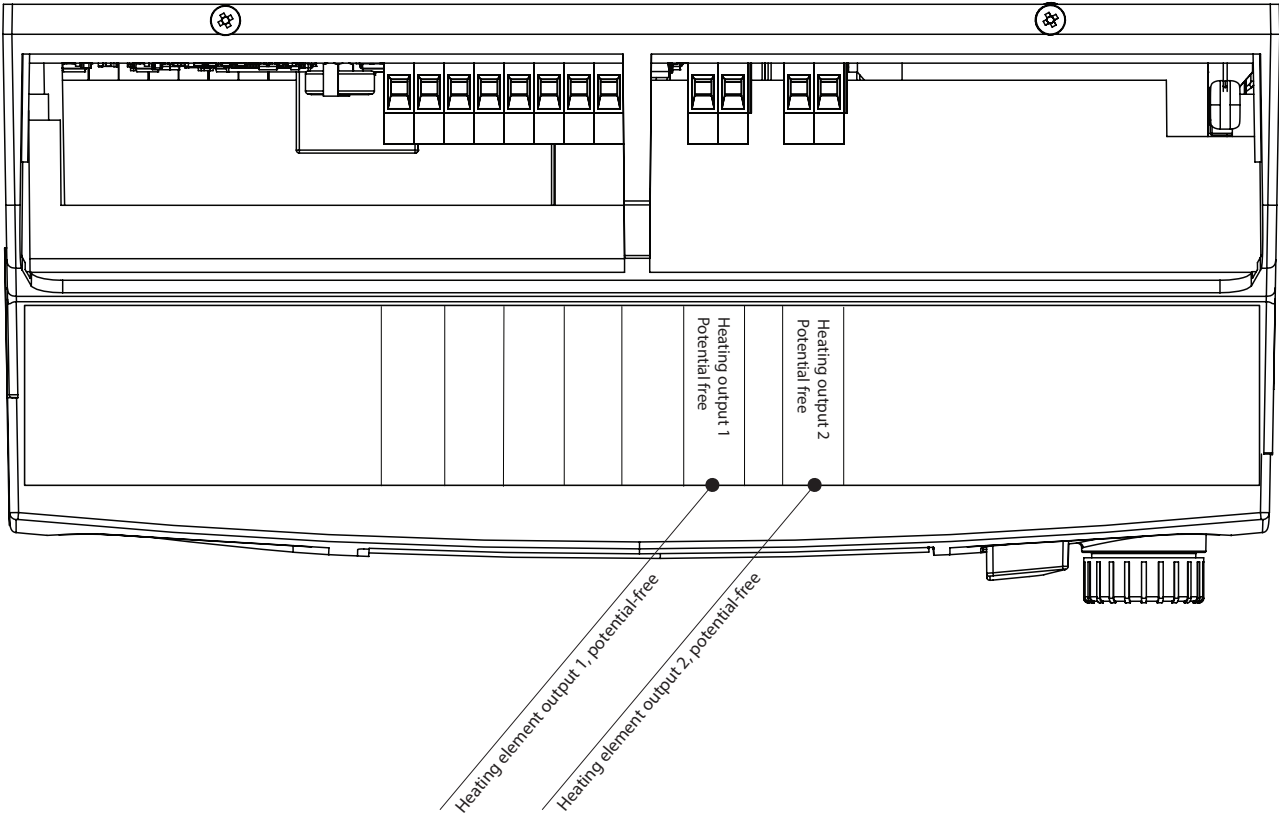 Heating output 1
Potential free
Heating output 2
Potential free
Heating element output 1, potential-free
Heating element output 2, potential-free